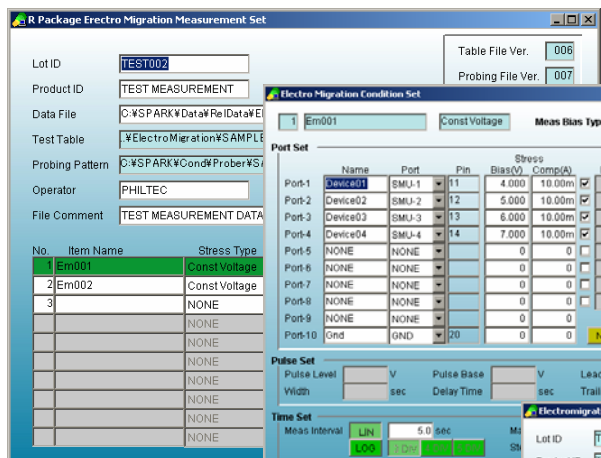 R Package Erectro Migration Measurement Set
Table File Ver. 006
Probing File Ver. 007
Lot ID TEST002
Product ID TEST MEASUREMENT
Data File C:¥SPARK¥Data¥RelData¥E
Test Table .¥ElectroMigration¥SAMPLE
Probing Pattern C:¥SPARK¥Cond¥Prober¥S
Operator PHILTEC
File Comment TEST MEASUREMENT DATA
No. Item Name Stress Type
1 Em001 Const Voltage
2 Em002 Const Voltage
3 NONE
NONE
NONE
NONE
NONE
NONE
NONE
NONE
Electro Migration Condition Set
1 Em001 Const Voltage Meas Bias Typ
Port Set
Stress
Name Port Pin Bias(V) Comp(A)
Port-1 Device01 SMU-1 11 4.000 10.00m
Port-2 Device02 SMU-2 12 5.000 10.00m
Port-3 Device03 SMU-3 13 6.000 10.00m
Port-4 Device04 SMU-4 14 7.000 10.00m
Port-5 NONE NONE 0 0
Port-6 NONE NONE 0 0
Port-7 NONE NONE 0 0
Port-8 NONE NONE 0 0
Port-9 NONE NONE 0 0
Port-10 Gnd GND 20 0 0 N
Pulse Set
Pulse Level V Pulse Base V Lead
Width sec Delay Time sec Trail
Time Set
Meas Interval LIN 5.0 sec
LOG
Electromigrat
Lot ID T